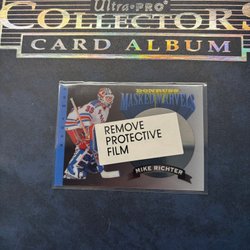 Ultra·PRO
COLLECTORS
CARD ALBUM
DONRUSS
MASKED MARVELS
REMOVE
PROTECTIVE
FILM
MIKE RICHTER